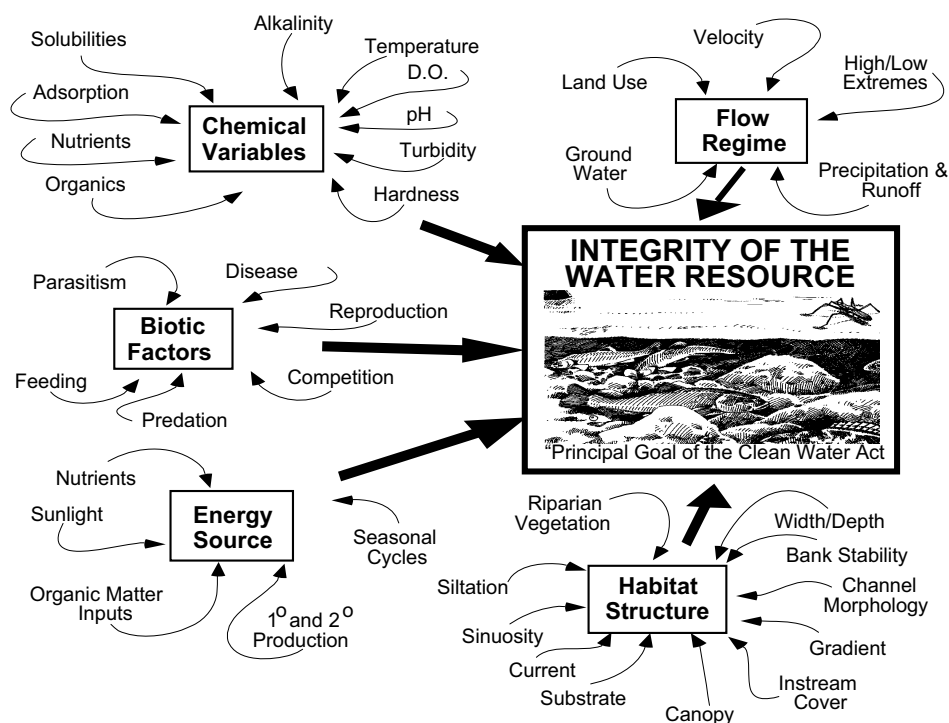 Alkalinity
Solubilities
Temperature
D.O.
Adsorption
pH
Chemical
Variables
Nutrients
Turbidity
Organics
Hardness
Velocity
High/Low
Extremes
Land Use
Flow
Regime
Ground
Water
Precipitation &
Runoff
INTEGRITY OF THE
WATER RESOURCE
"Principal Goal of the Clean Water Act
Parasitism
Disease
Reproduction
Biotic
Factors
Feeding
Competition
Predation
Nutrients
Sunlight
Energy
Source
Seasonal
Cycles
Organic Matter
Inputs
1° and 2°
Production
Riparian
Vegetation
Width/Depth
Bank Stability
Siltation
Habitat
Structure
Channel
Morphology
Sinuosity
Gradient
Current
Substrate
Canopy
Instream
Cover